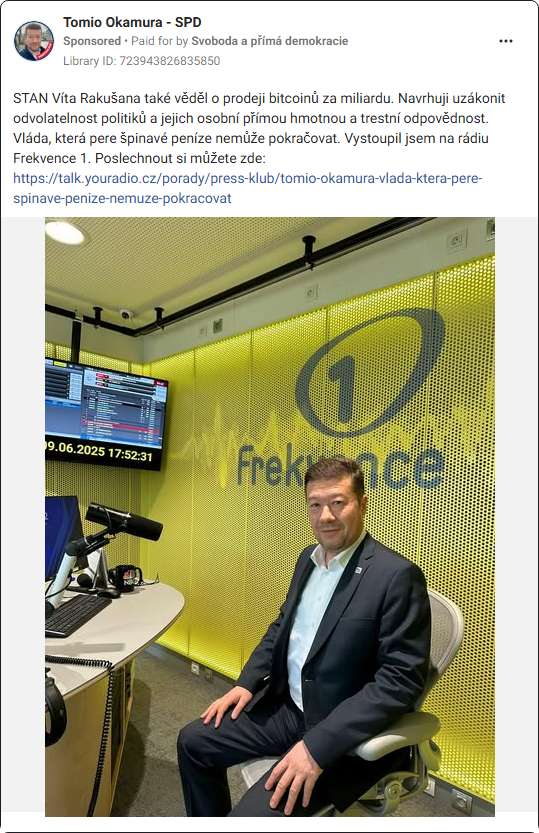 Tomio Okamura - SPD
Sponsored • Paid for by Svoboda a přímá demokracie
Library ID: 723943826835850
STAN Víta Rakušana také věděl o prodeji bitcoinů za miliardu. Navrhuji uzákonit
odvolatelnost politiků a jejich osobní přímou hmotnou a trestní odpovědnost.
Vláda, která pere špinavé peníze nemůže pokračovat. Vystoupil jsem na rádiu
Frekvence 1. Poslechnout si můžete zde:
https://talk.youradio.cz/porady/press-klub/tomio-okamura-vlada-ktera-pere-
spinave-penize-nemuze-pokracovat
1
frekvence
09.06.2025 17:52:31